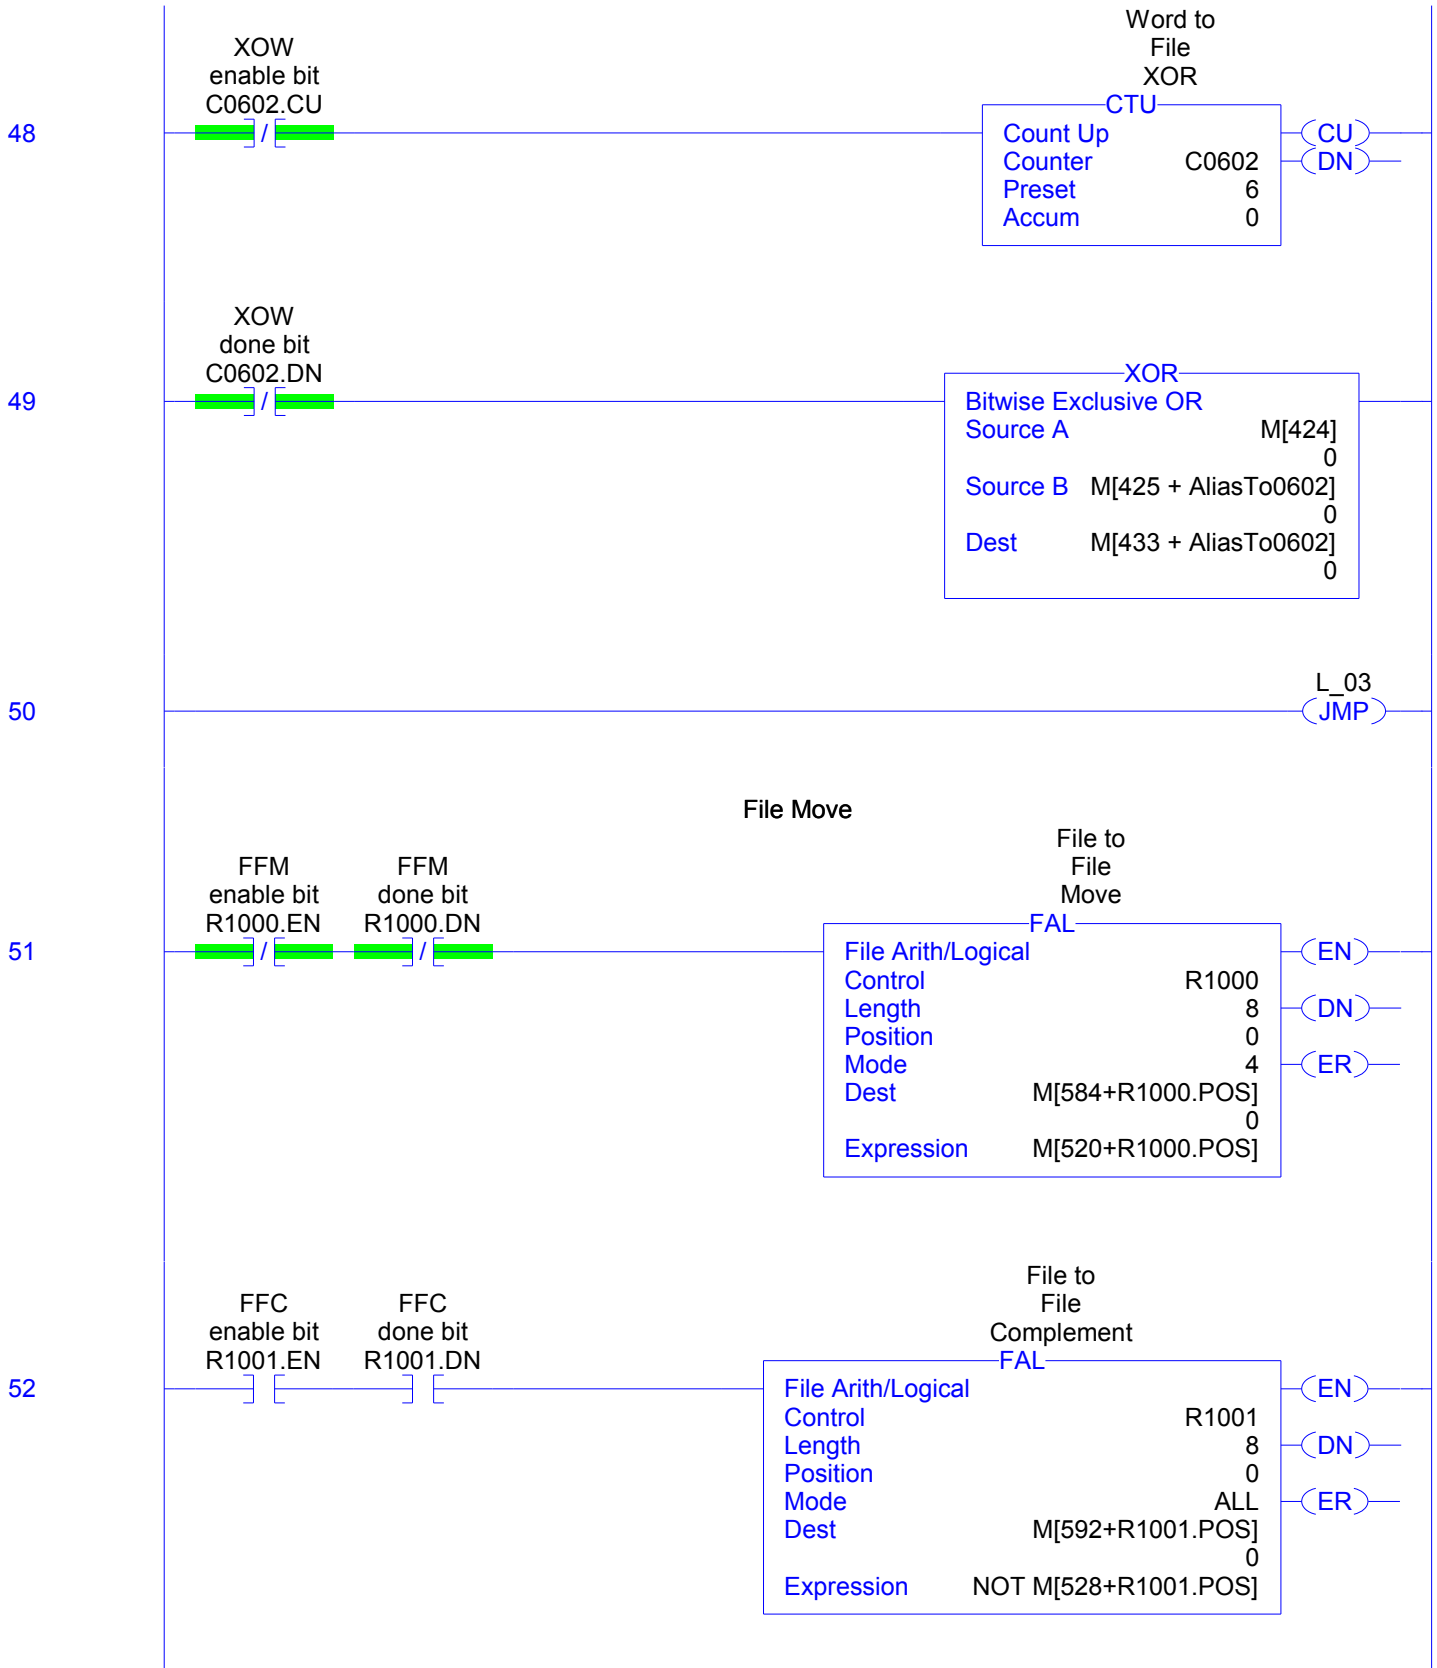 Word to
File
XOR
XOW
enable bit
C0602.CU
48
/
CTU
Count Up
CU
Counter C0602
DN
Preset 6
Accum 0
XOW
done bit
C0602.DN
49
/
XOR
Bitwise Exclusive OR
Source A M[424]
0
Source B M[425 + AliasTo0602]
0
Dest M[433 + AliasTo0602]
0
50
L_03
JMP
File Move
File to
File
Move
FFM
enable bit
R1000.EN
FFM
done bit
R1000.DN
51
/
/
FAL
File Arith/Logical
EN
Control R1000
Length 8
DN
Position 0
Mode 4
ER
Dest M[584+R1000.POS]
0
Expression M[520+R1000.POS]
File to
File
Complement
FFC
enable bit
R1001.EN
FFC
done bit
R1001.DN
52
FAL
File Arith/Logical
EN
Control R1001
Length 8
DN
Position 0
Mode ALL
ER
Dest M[592+R1001.POS]
0
Expression NOT M[528+R1001.POS]